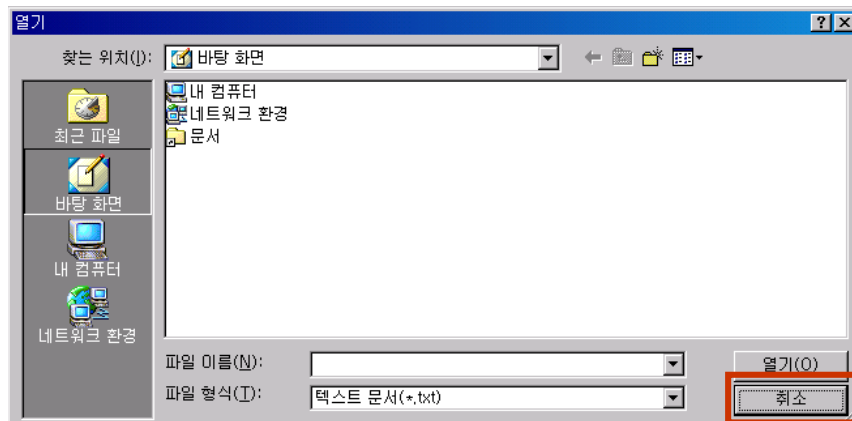 열기
찾는 위치(I):
바탕 화면
최근 파일
바탕 화면
내 컴퓨터
네트워크 환경
내 컴퓨터
네트워크 환경
문서
파일 이름(N):
열기(O)
파일 형식(T):
텍스트 문서(*.txt)
취소